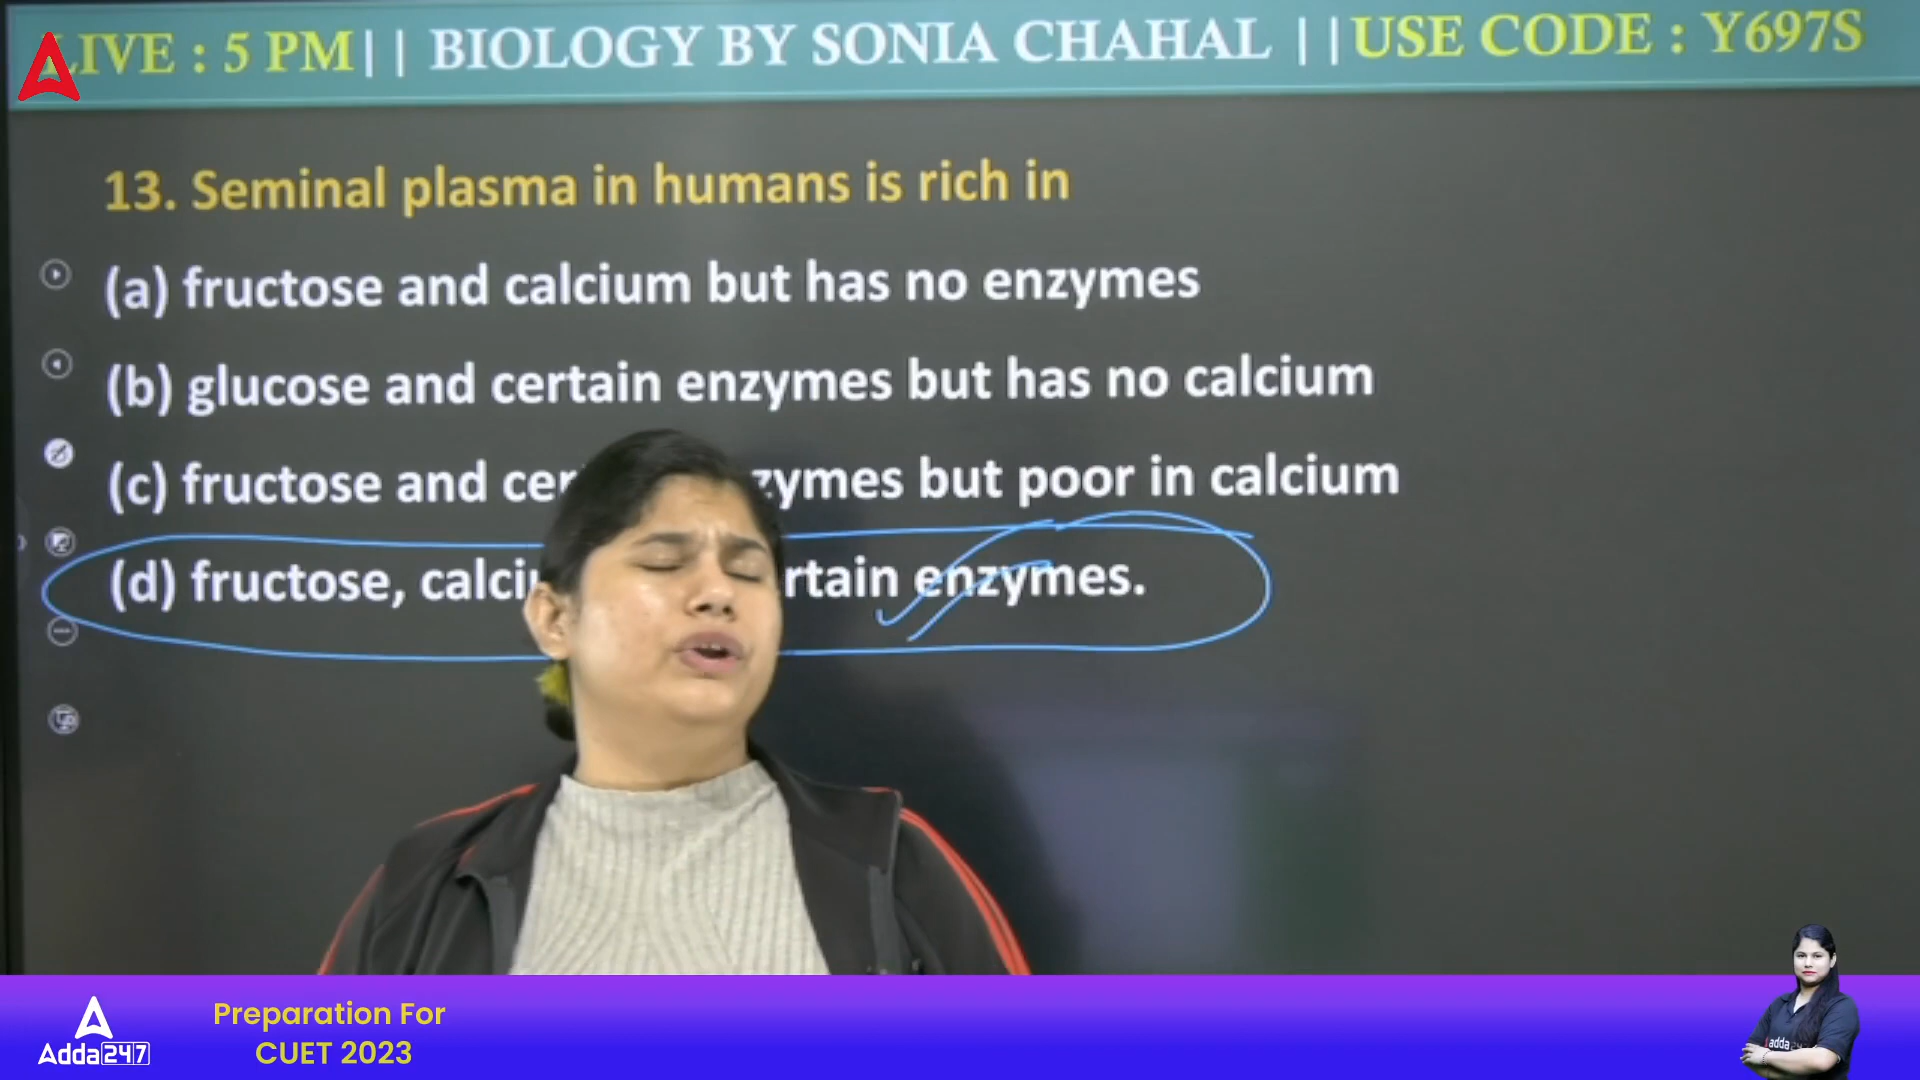 LIVE : 5 PM || BIOLOGY BY SONIA CHAHAL || USE CODE : Y697S
13. Seminal plasma in humans is rich in
(a) fructose and calcium but has no enzymes
(b) glucose and certain enzymes but has no calcium
(c) fructose and cer zymes but poor in calcium
(d) fructose, calci rtain enzymes.
Adda247
Preparation For
CUET 2023
adda247